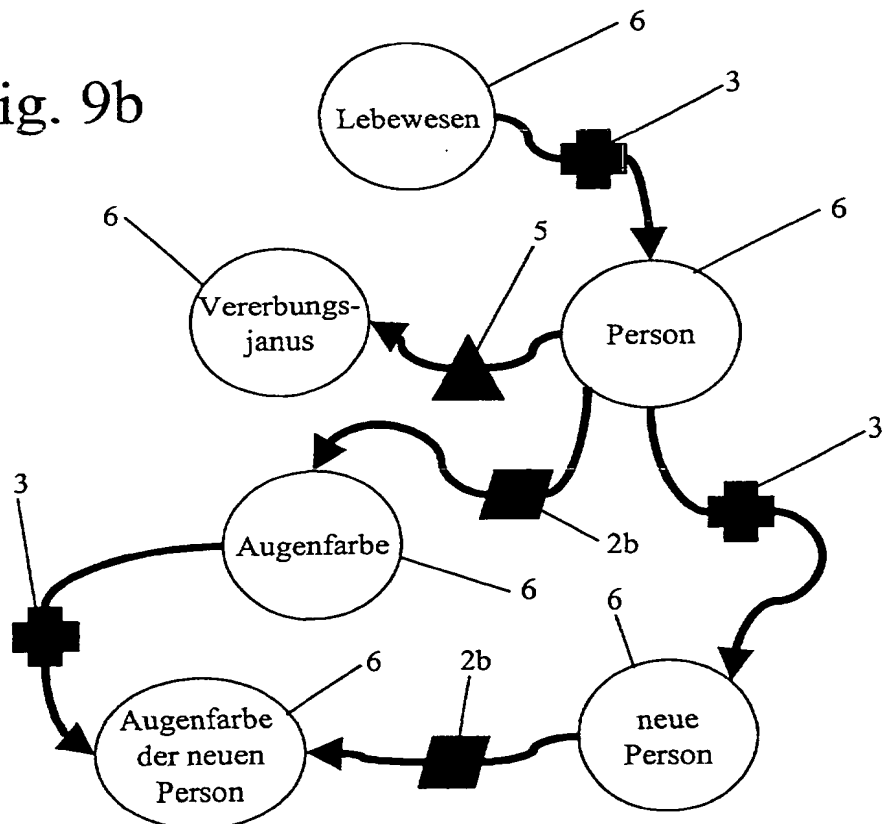 6
ig. 9b
3
Lebewesen
6
6
5
Vererbungs-
janus
Person
3
3
Augenfarbe
2b
6
6
6
2b
Augenfarbe
der neuen
Person
neue
Person